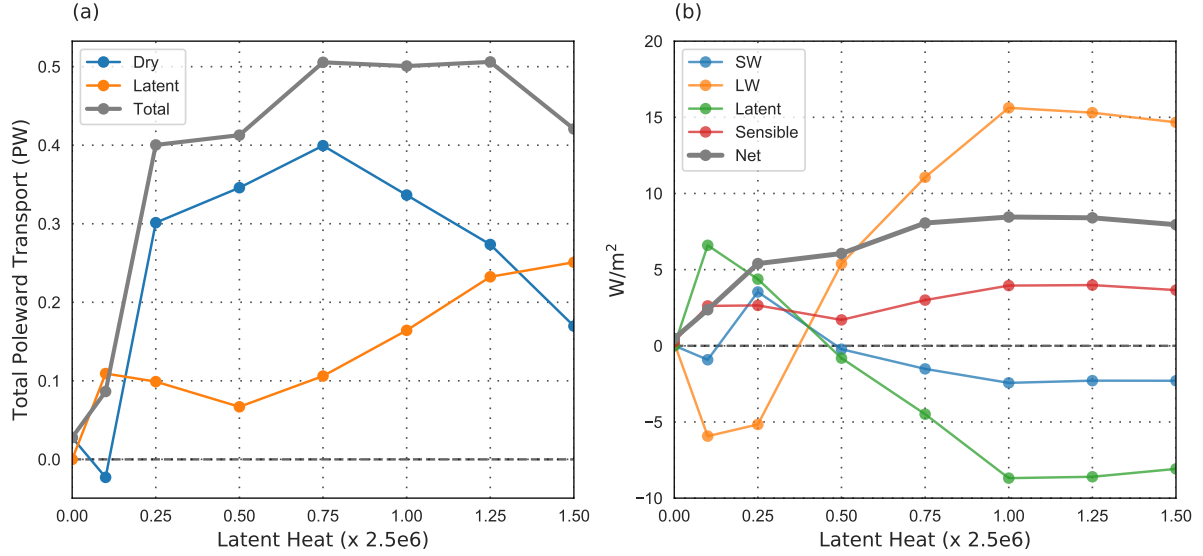 (a)
Total Poleward Transport (PW)
0.5
0.4
0.3
0.2
0.1
0.0
Dry
Latent
Total
0.00 0.25 0.50 0.75 1.00 1.25 1.50
Latent Heat (x 2.5e6)
(b)
W/m²
20
15
10
5
0
−5
−10
SW
LW
Latent
Sensible
Net
0.00 0.25 0.50 0.75 1.00 1.25 1.50
Latent Heat (x 2.5e6)